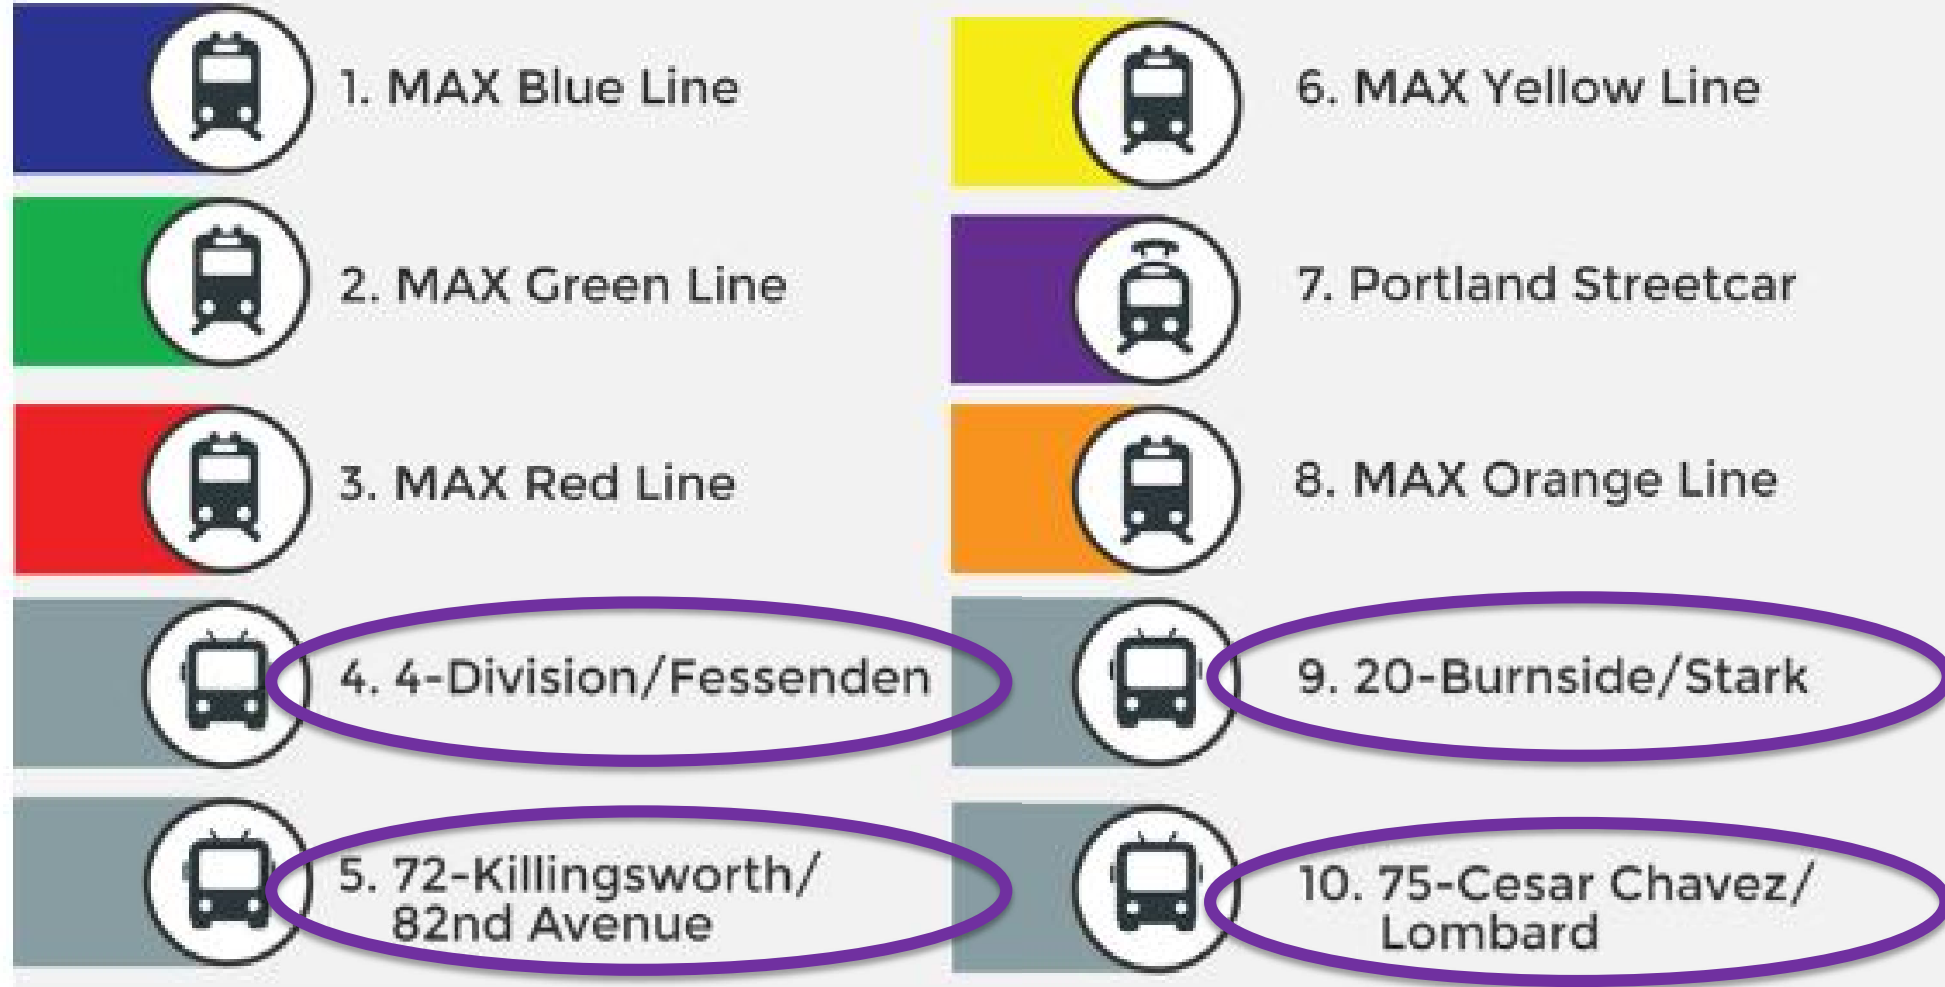 1. MAX Blue Line
2. MAX Green Line
3. MAX Red Line
4. 4-Division/Fessenden
5. 72-Killingsworth/
82nd Avenue
6. MAX Yellow Line
7. Portland Streetcar
8. MAX Orange Line
9. 20-Burnside/Stark
10. 75-Cesar Chavez/
Lombard